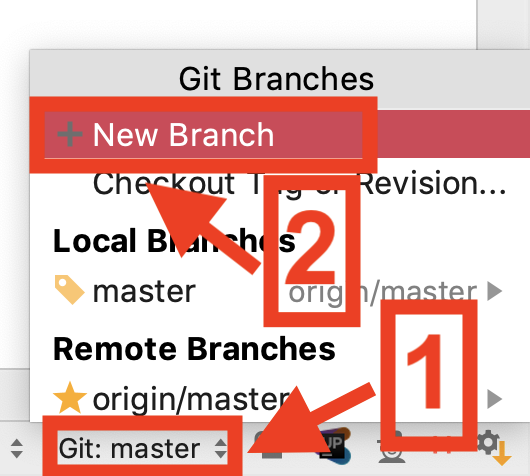 Git Branches
+ New Branch
Checkout Tag or Revision...
Local Branches
2
master origin/master
Remote Branches
1
origin/master
Git: master
UP